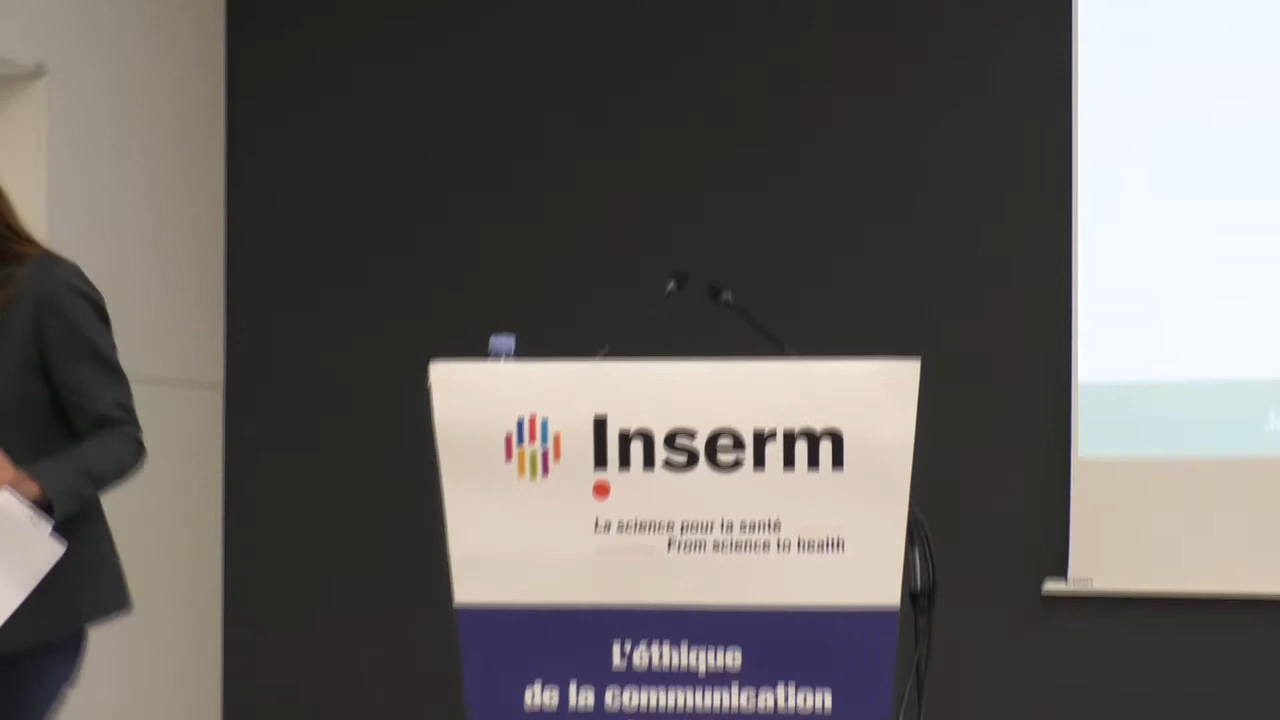 Inserm
La science pour la santé
From science to health
L'éthique
de la communication